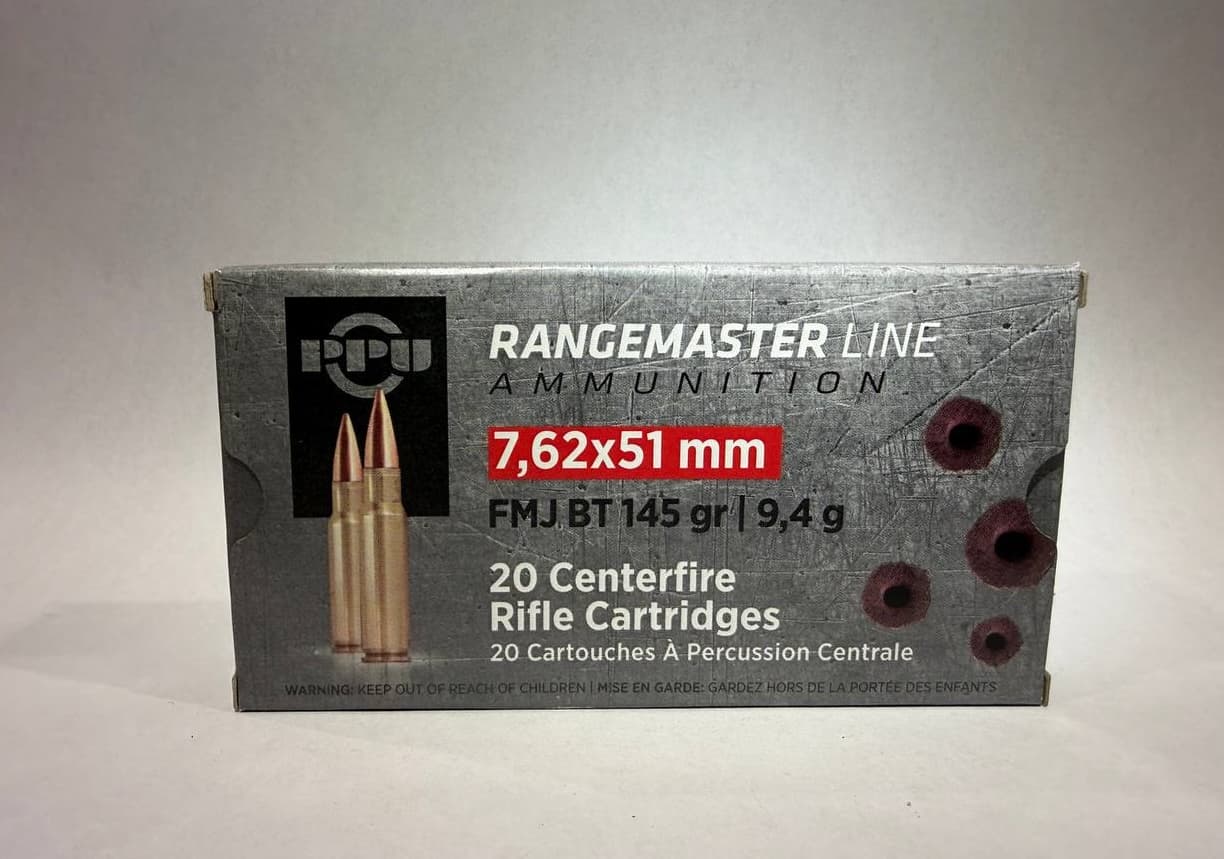 PPU
RANGEMASTER LINE
AMMUNITION
7,62x51 mm
FMJ BT 145 gr | 9,4 g
20 Centerfire
Rifle Cartridges
20 Cartouches À Percussion Centrale
WARNING: KEEP OUT OF REACH OF CHILDREN | MISE EN GARDE: GARDEZ HORS DE LA PORTÉE DES ENFANTS